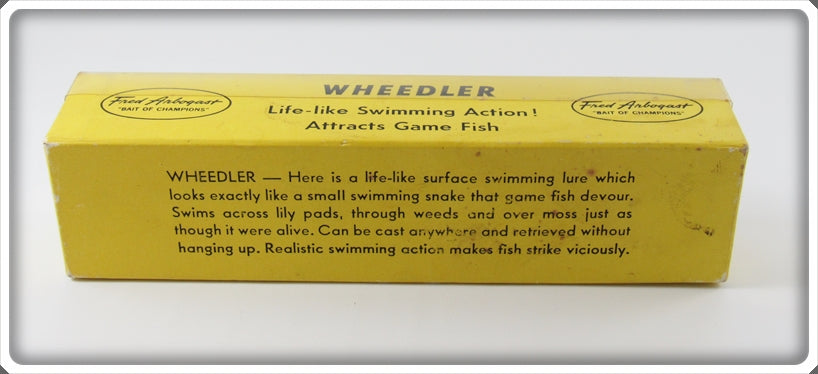 WHEEDLER
Fred Arbogast
"BAIT OF CHAMPIONS"
Life-like Swimming Action!
Attracts Game Fish
Fred Arbogast
"BAIT OF CHAMPIONS"
WHEEDLER — Here is a life-like surface swimming lure which
looks exactly like a small swimming snake that game fish devour.
Swims across lily pads, through weeds and over moss just as
though it were alive. Can be cast anywhere and retrieved without
hanging up. Realistic swimming action makes fish strike viciously.